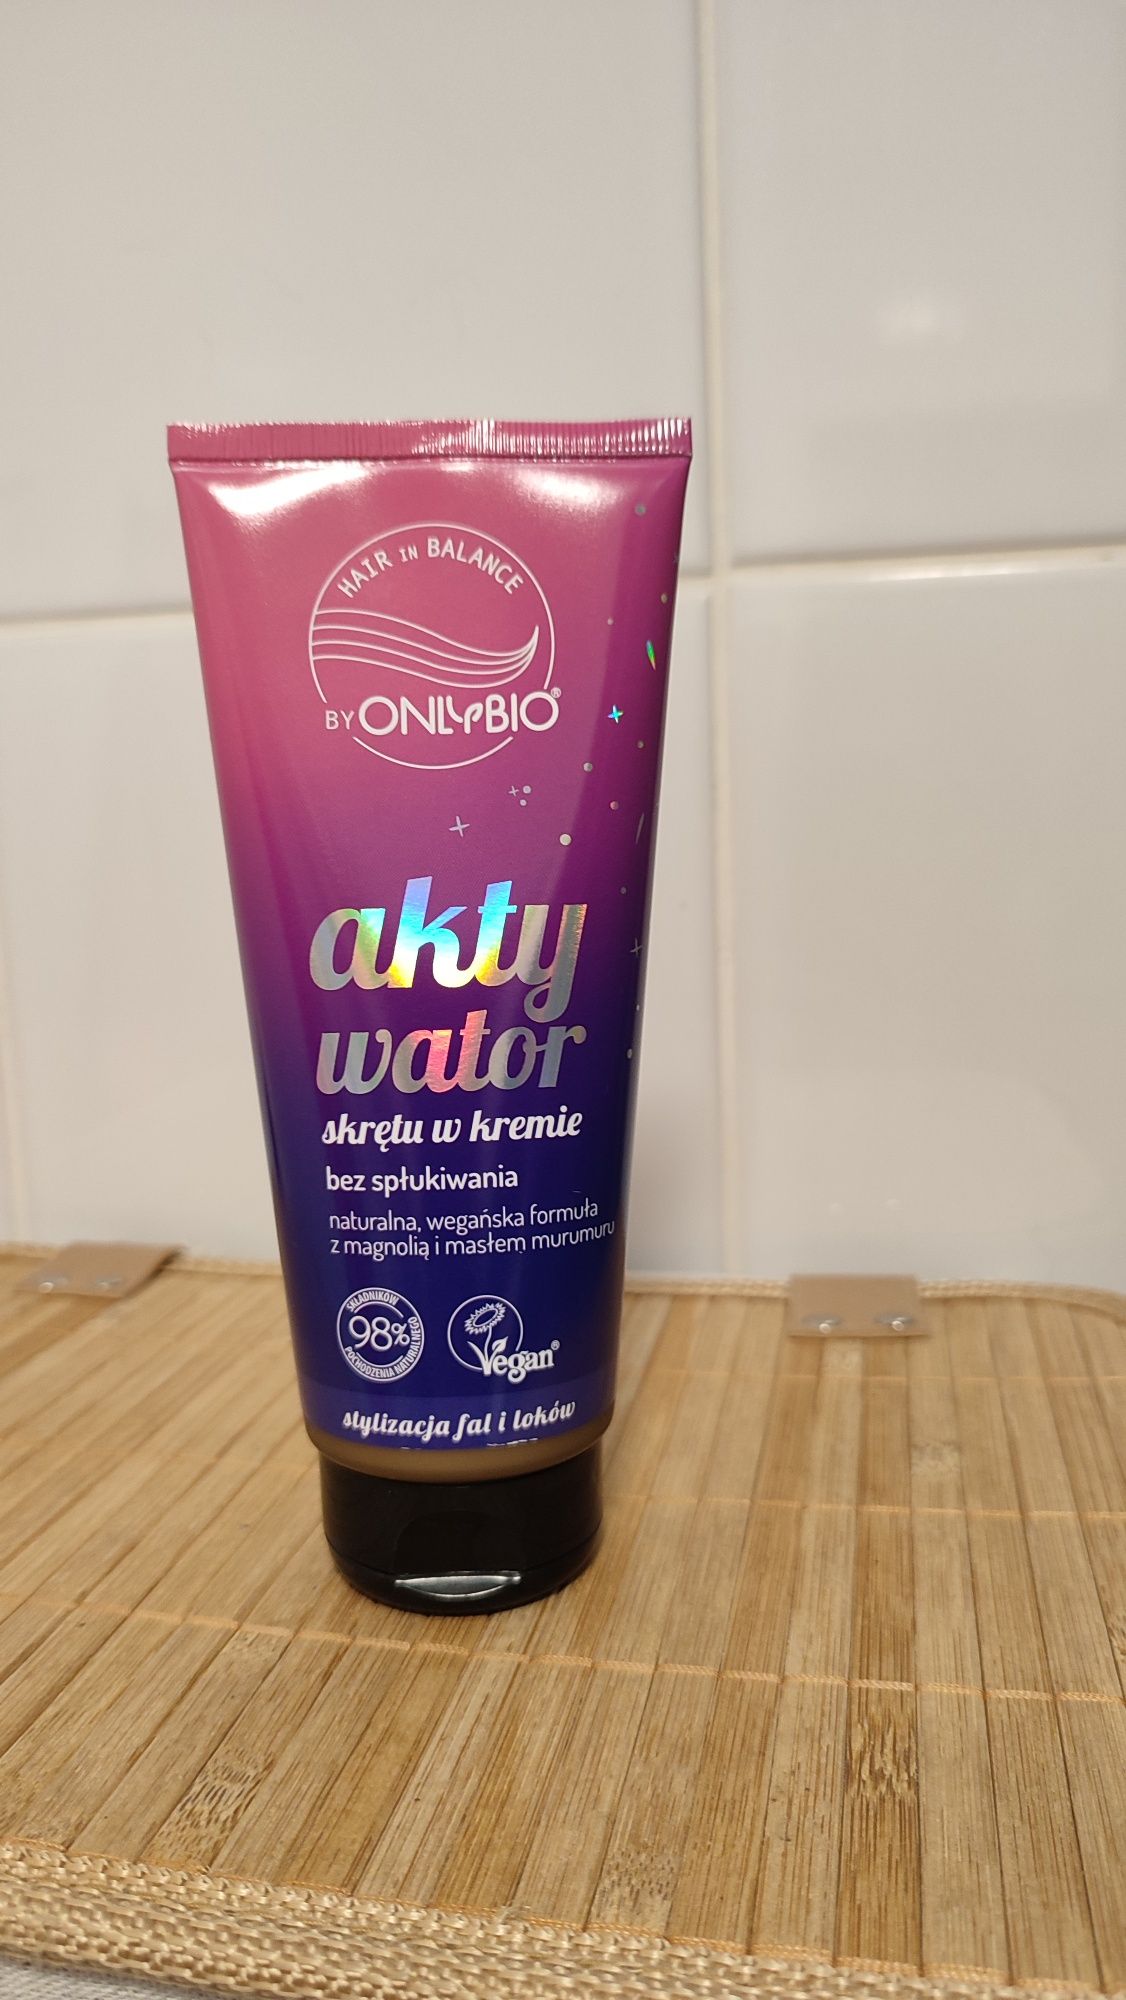 HAIR IN BALANCE
BY ONLYBIO®
akty
wator
skrętu w kremie
bez spłukiwania
naturalna, wegańska formuła
z magnolią i masłem murumuru
SKŁADNIKÓW
98%
POCHODZENIA NATURALNEGO
Vegan®
stylizacja fal i loków